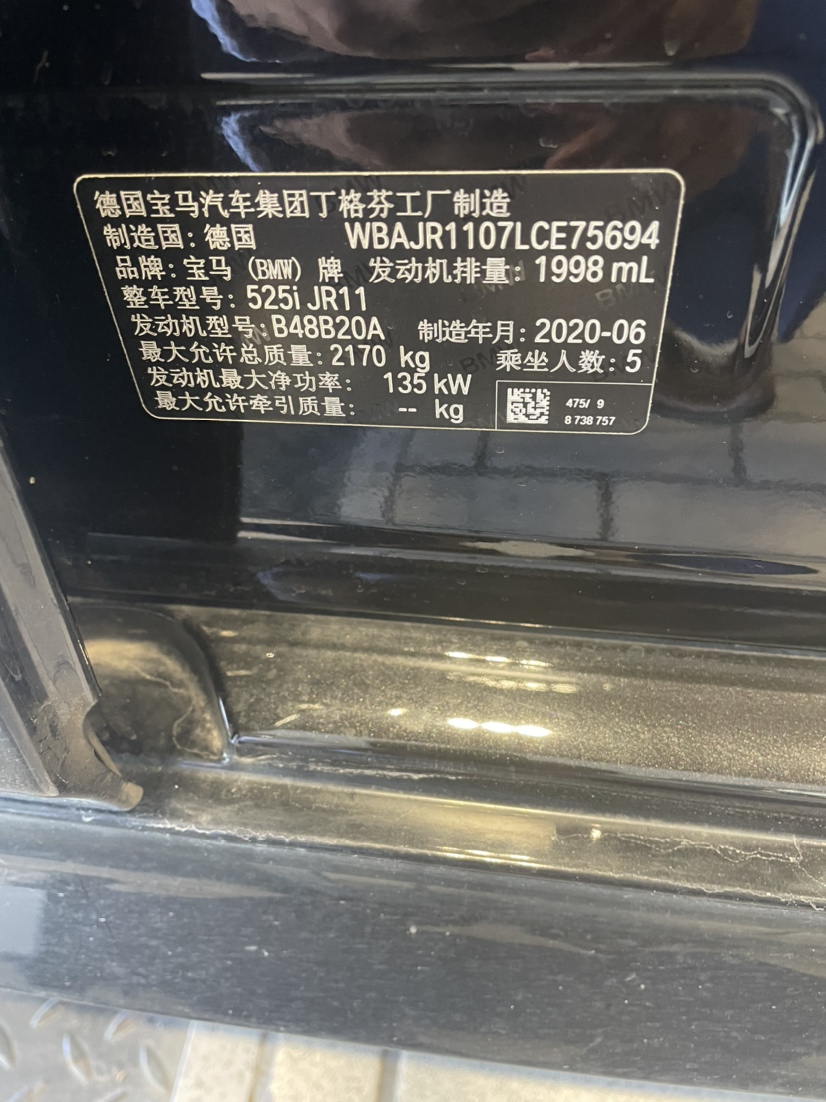 德国宝马汽车集团丁格芬工厂制造
制造国：德国 WBAJR1107LCE75694
品牌：宝马（BMW）牌 发动机排量：1998 mL
整车型号：525i JR11
发动机型号：B48B20A 制造年月：2020-06
最大允许总质量：2170 kg 乘坐人数：5
发动机最大净功率： 135 kW
最大允许牵引质量： -- kg
475/ 9
8 738 757